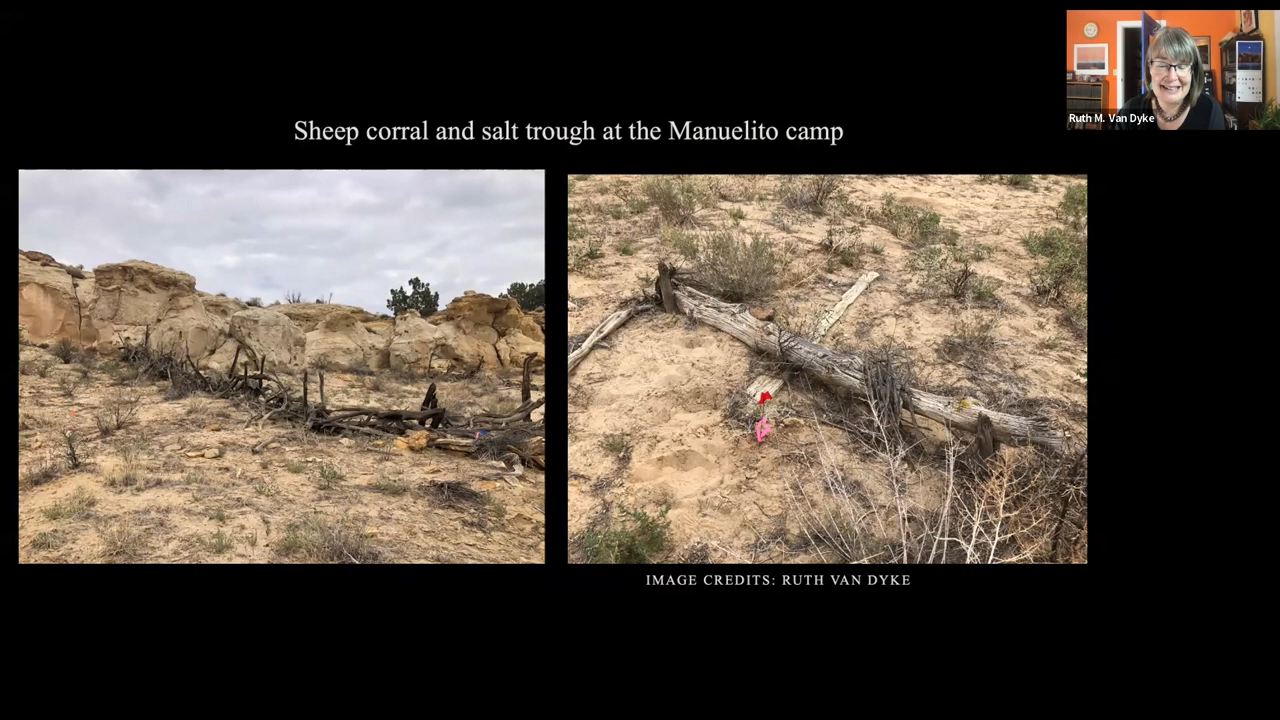 Sheep corral and salt trough at the Manuelito camp
Ruth M. Van Dyke
IMAGE CREDITS: RUTH VAN DYKE